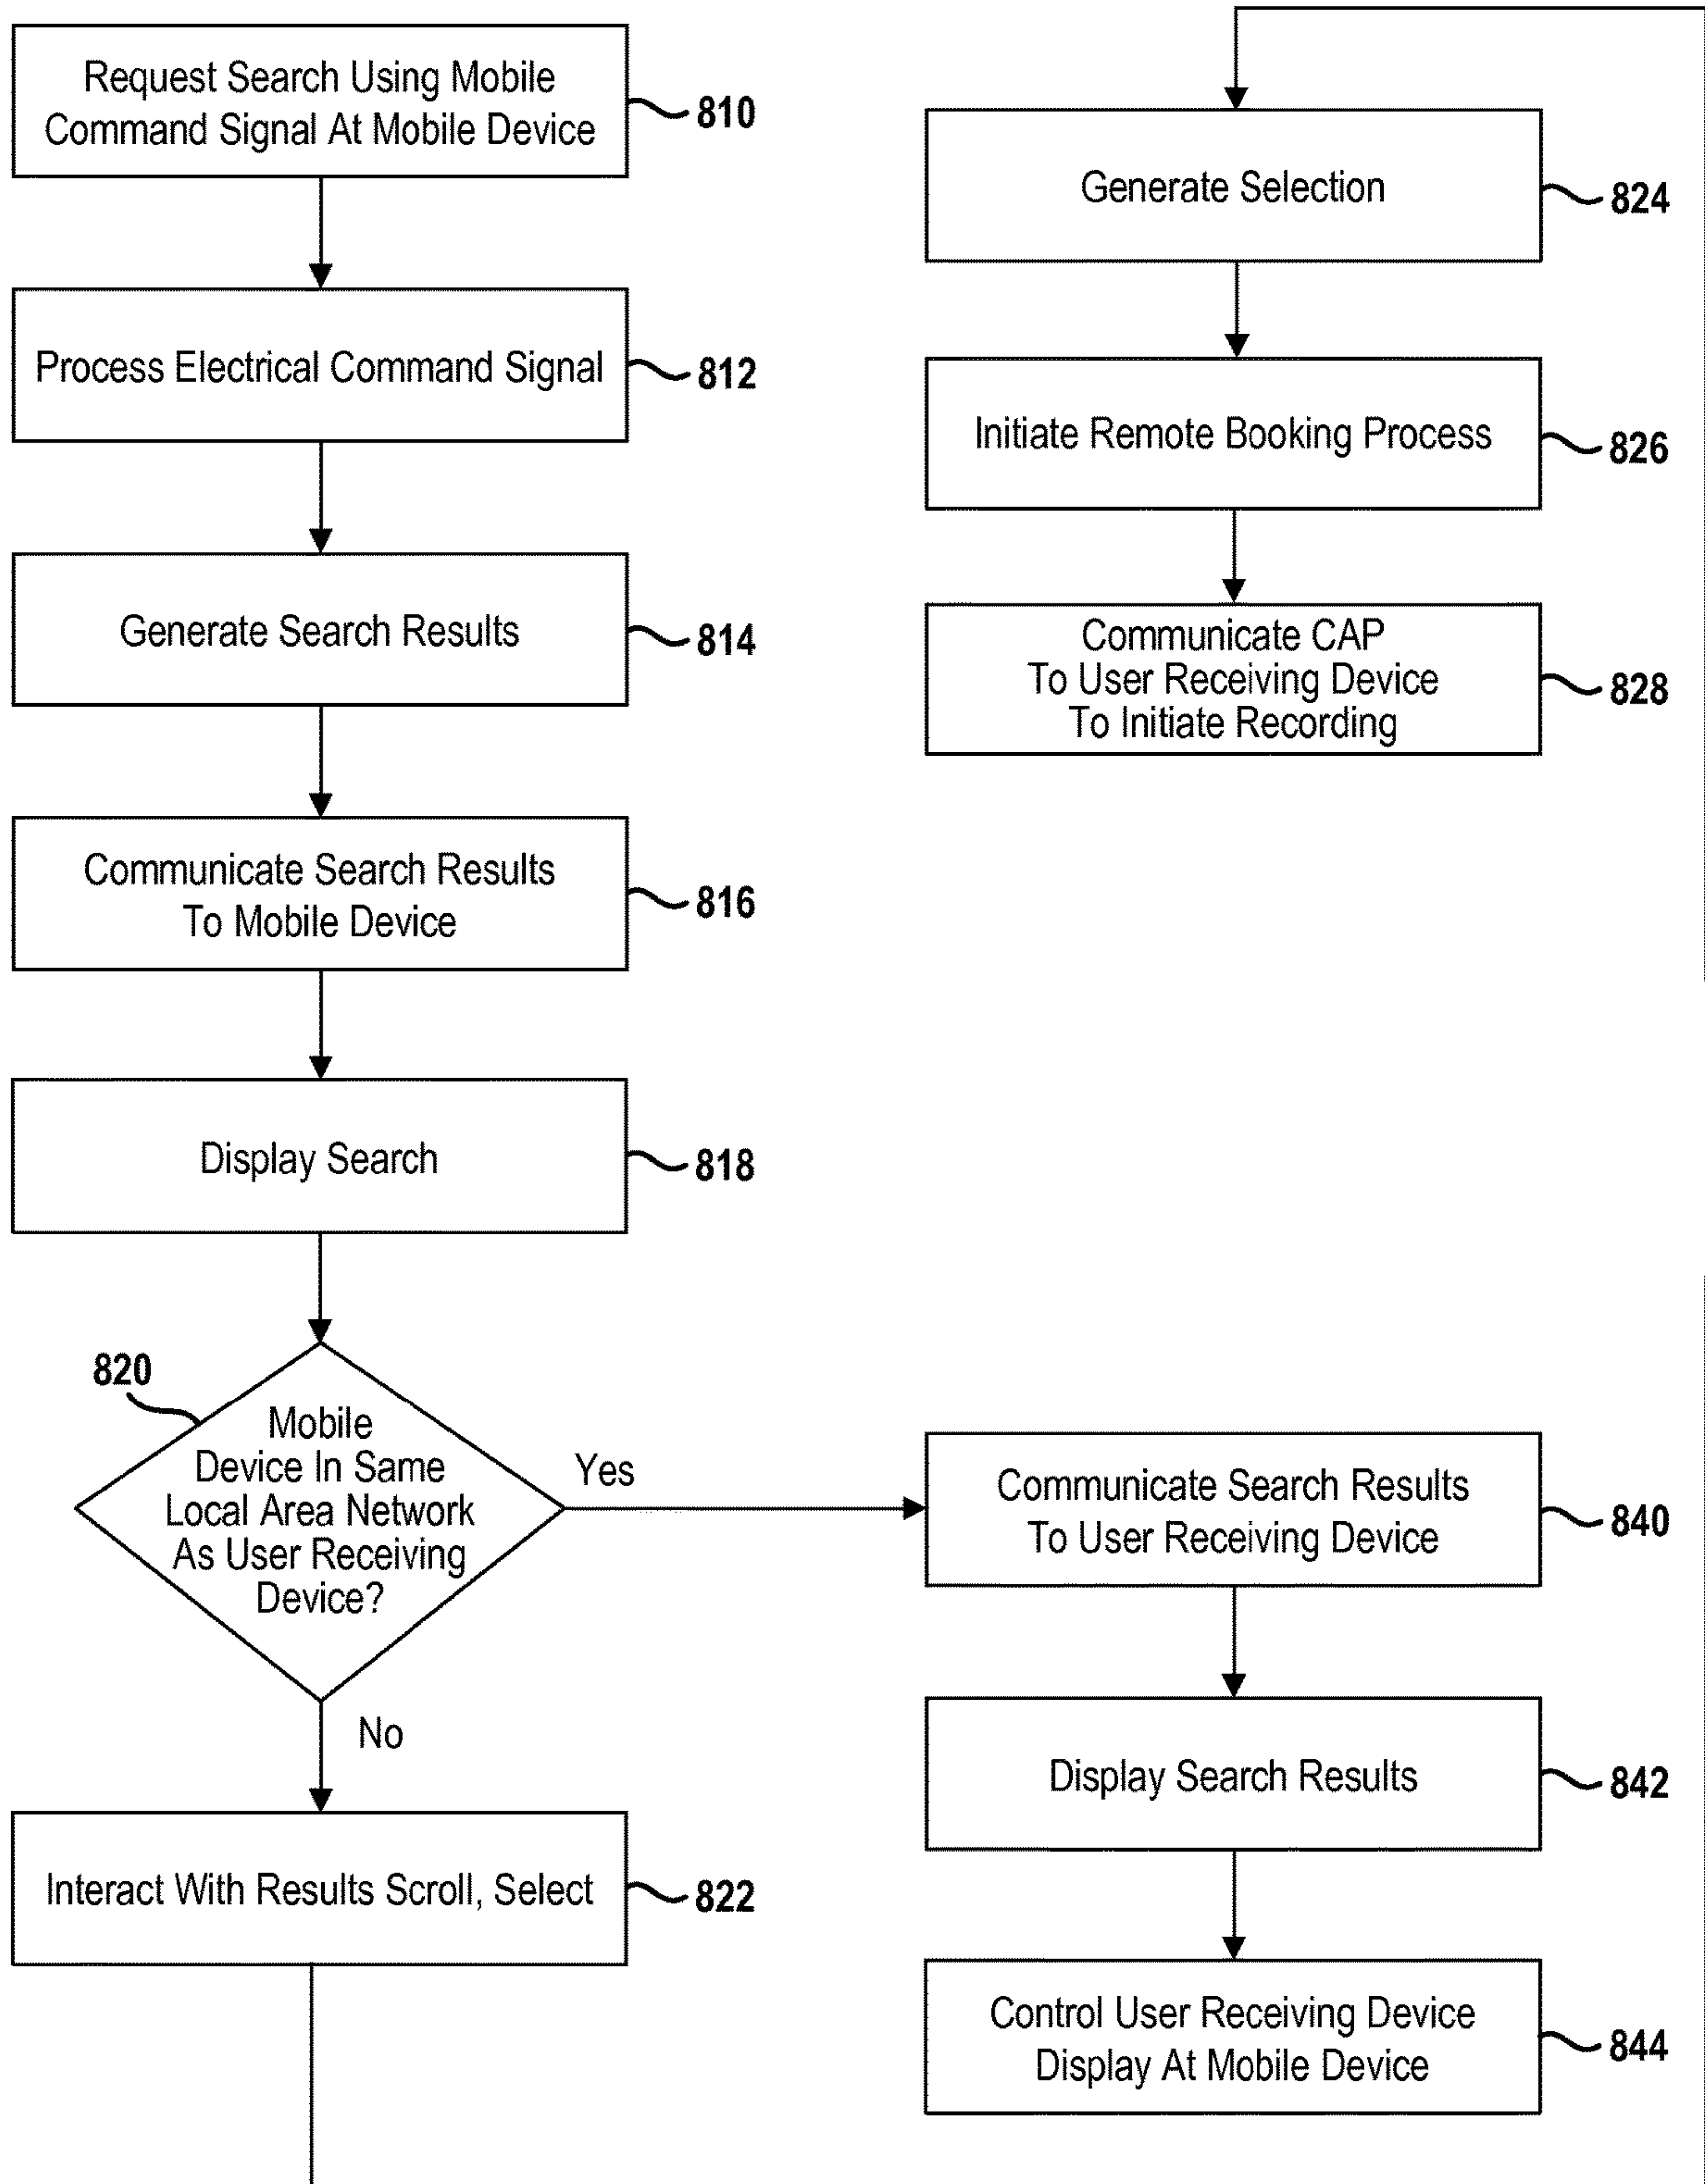 Request Search Using Mobile
Command Signal At Mobile Device
810
Process Electrical Command Signal
812
Generate Search Results
814
Communicate Search Results
To Mobile Device
816
Display Search
818
820
Mobile
Device In Same
Local Area Network
As User Receiving
Device?
Yes
No
Interact With Results Scroll, Select
822
Generate Selection
824
Initiate Remote Booking Process
826
Communicate CAP
To User Receiving Device
To Initiate Recording
828
Communicate Search Results
To User Receiving Device
840
Display Search Results
842
Control User Receiving Device
Display At Mobile Device
844